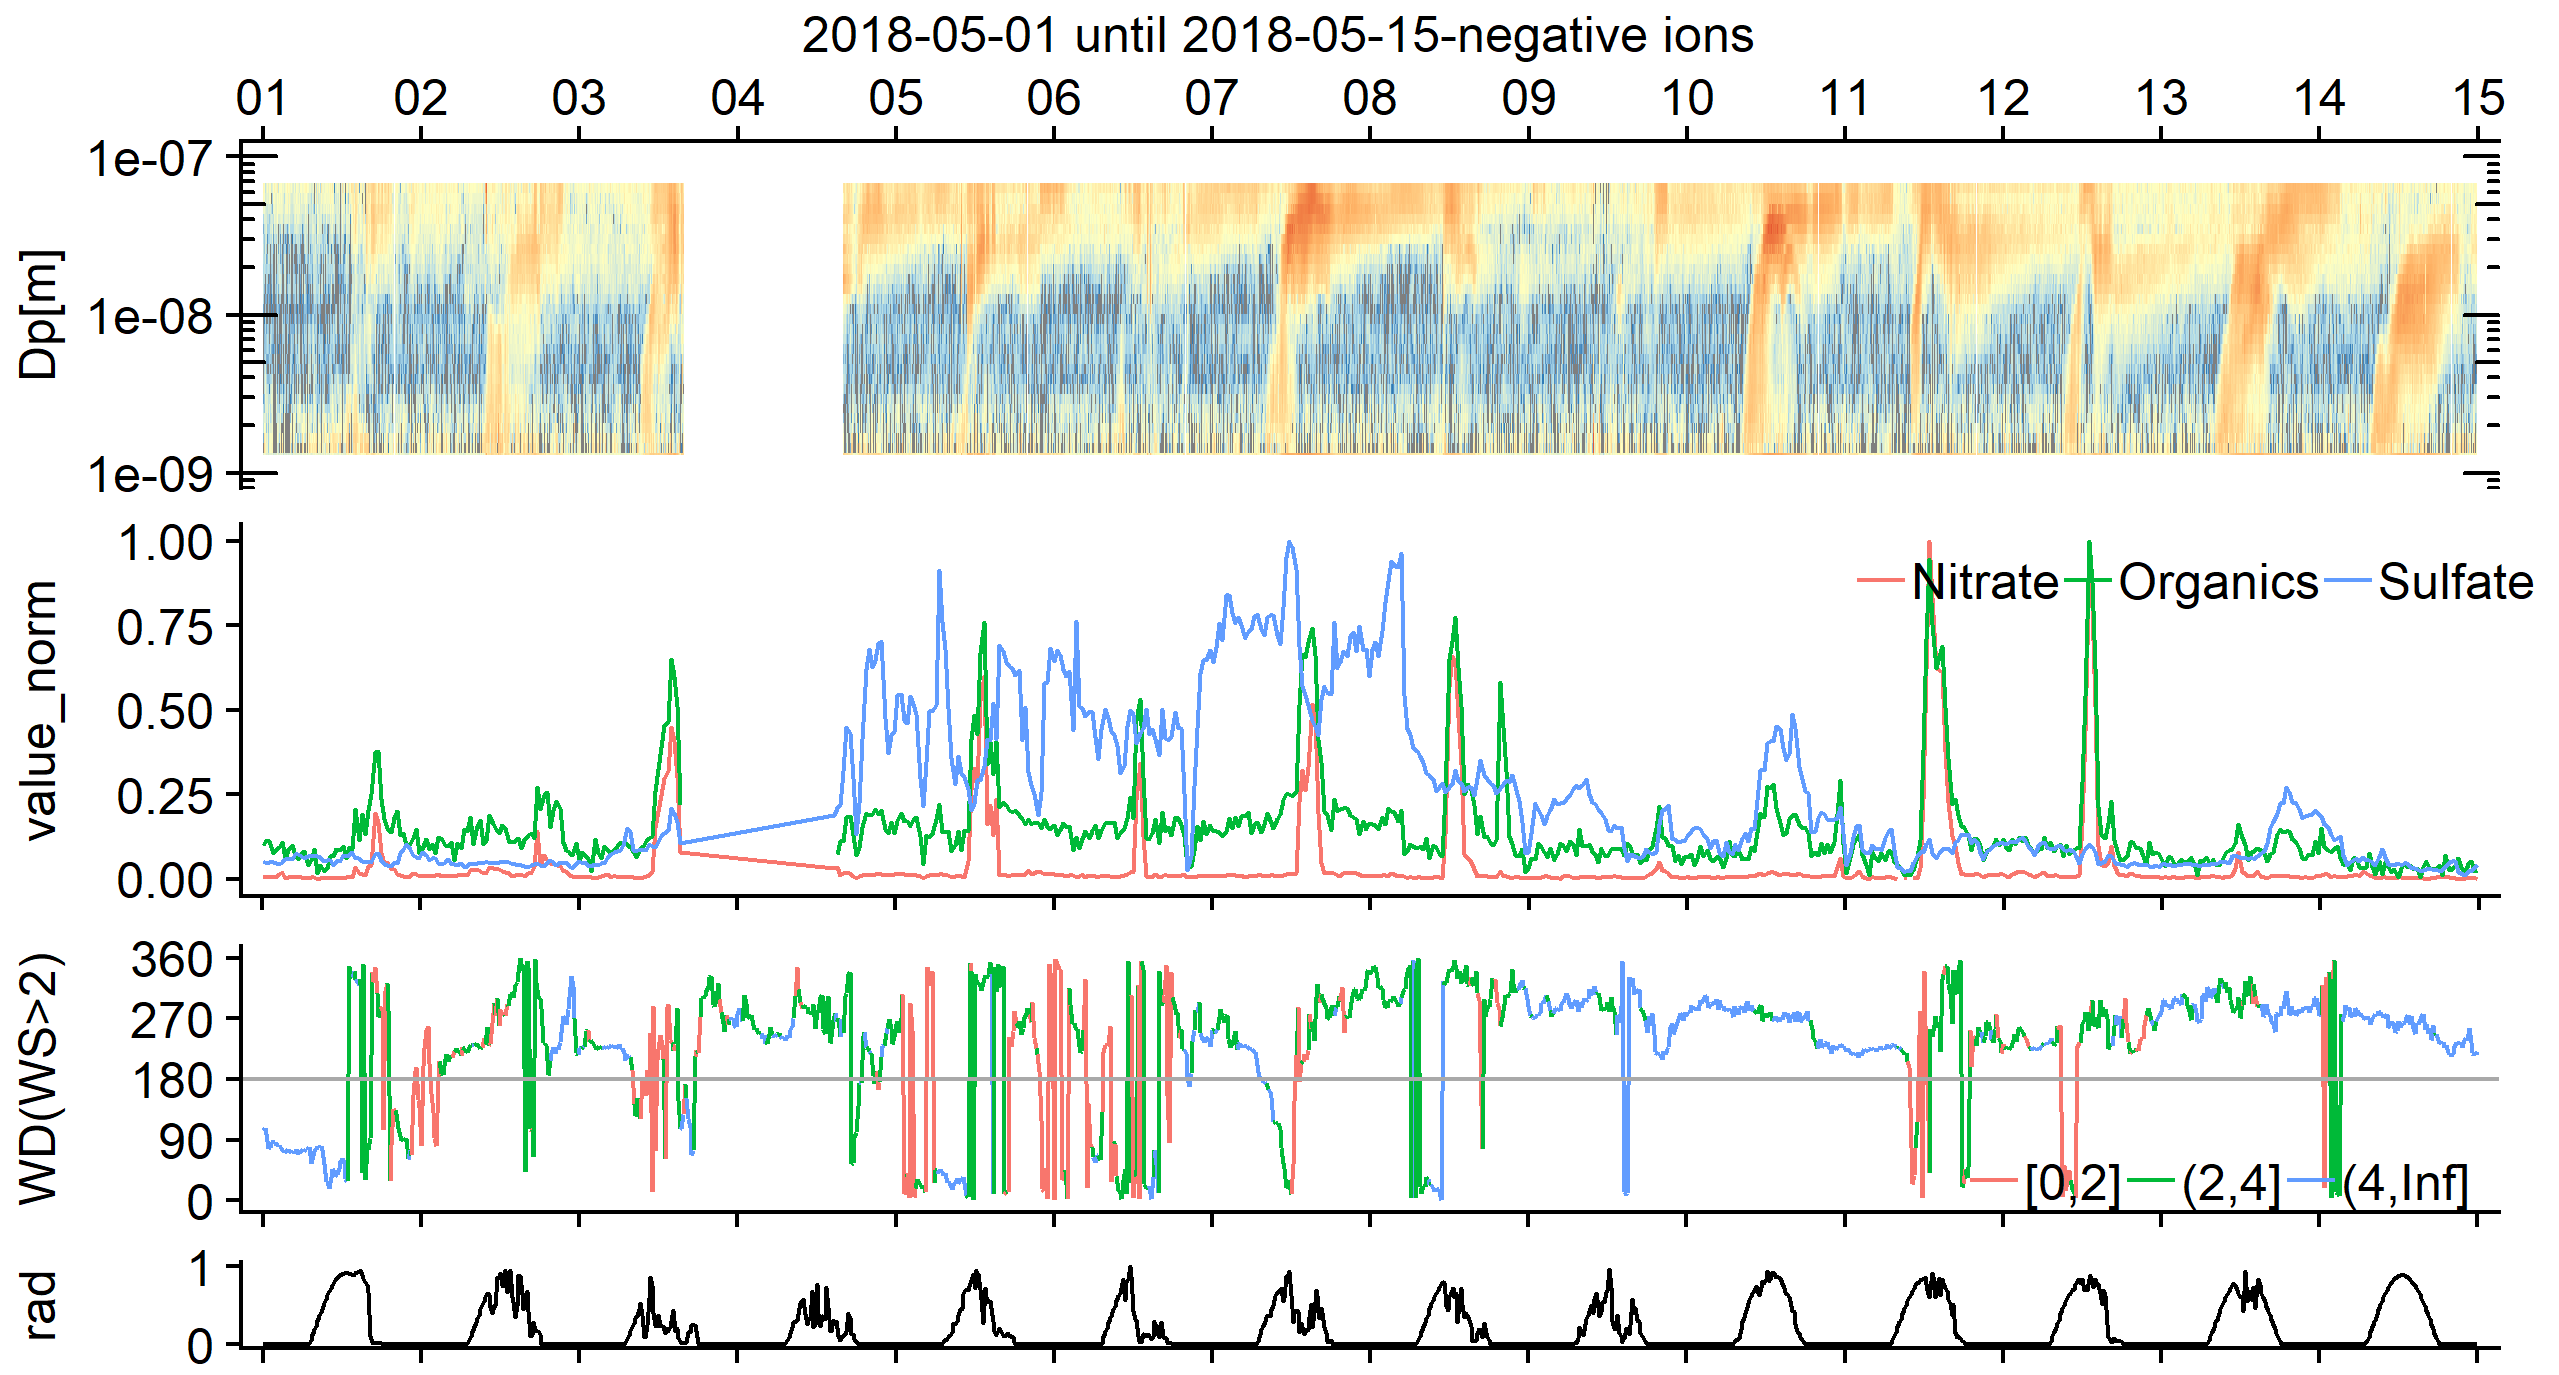 2018-05-01 until 2018-05-15-negative ions
01 02 03 04 05 06 07 08 09 10 11 12 13 14 15
Dp[m]
1e-07
1e-08
1e-09
value_norm
1.00
0.75
0.50
0.25
0.00
Nitrate Organics Sulfate
WD(WS>2)
360
270
180
90
0
[0,2] (2,4] (4,Inf]
rad
1
0